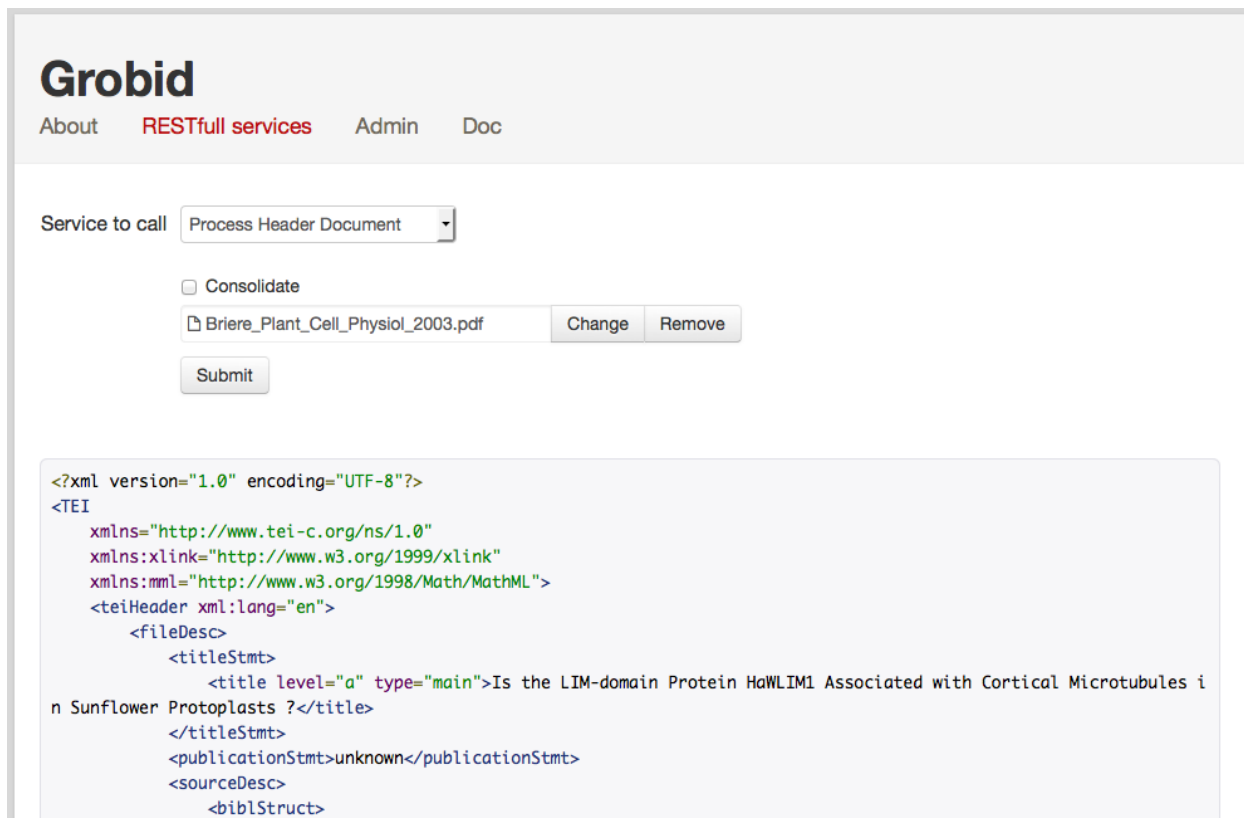 Grobid
About RESTfull services Admin Doc
Service to call Process Header Document
Consolidate
Briere_Plant_Cell_Physiol_2003.pdf Change Remove
Submit
<?xml version="1.0" encoding="UTF-8"?>
<TEI
    xmlns="http://www.tei-c.org/ns/1.0"
    xmlns:xlink="http://www.w3.org/1999/xlink"
    xmlns:mml="http://www.w3.org/1998/Math/MathML">
    <teiHeader xml:lang="en">
        <fileDesc>
            <titleStmt>
                <title level="a" type="main">Is the LIM-domain Protein HaWLIM1 Associated with Cortical Microtubules i
n Sunflower Protoplasts ?</title>
            </titleStmt>
            <publicationStmt>unknown</publicationStmt>
            <sourceDesc>
                <biblStruct>